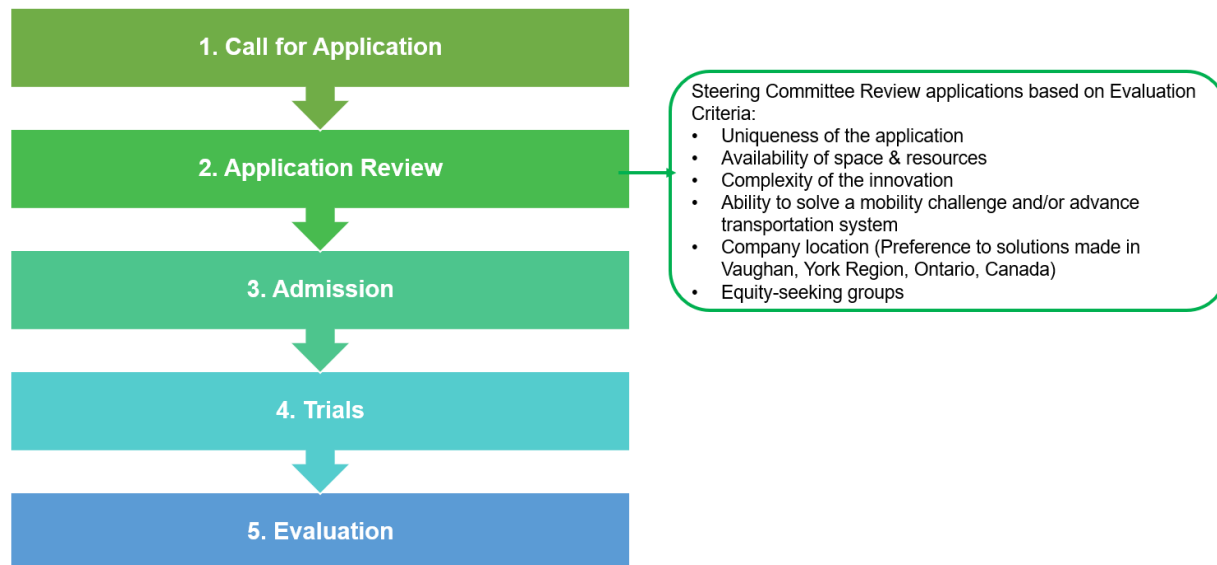 1. Call for Application
2. Application Review
Steering Committee Review applications based on Evaluation
Criteria:
• Uniqueness of the application
• Availability of space & resources
• Complexity of the innovation
• Ability to solve a mobility challenge and/or advance
transportation system
• Company location (Preference to solutions made in
Vaughan, York Region, Ontario, Canada)
• Equity-seeking groups
3. Admission
4. Trials
5. Evaluation